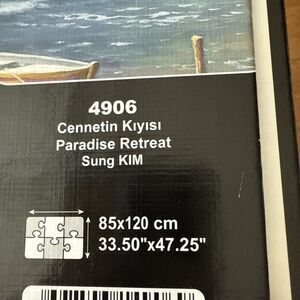 4906
Cennetin Kıyısı
Paradise Retreat
Sung KIM
85x120 cm
33.50"x47.25"